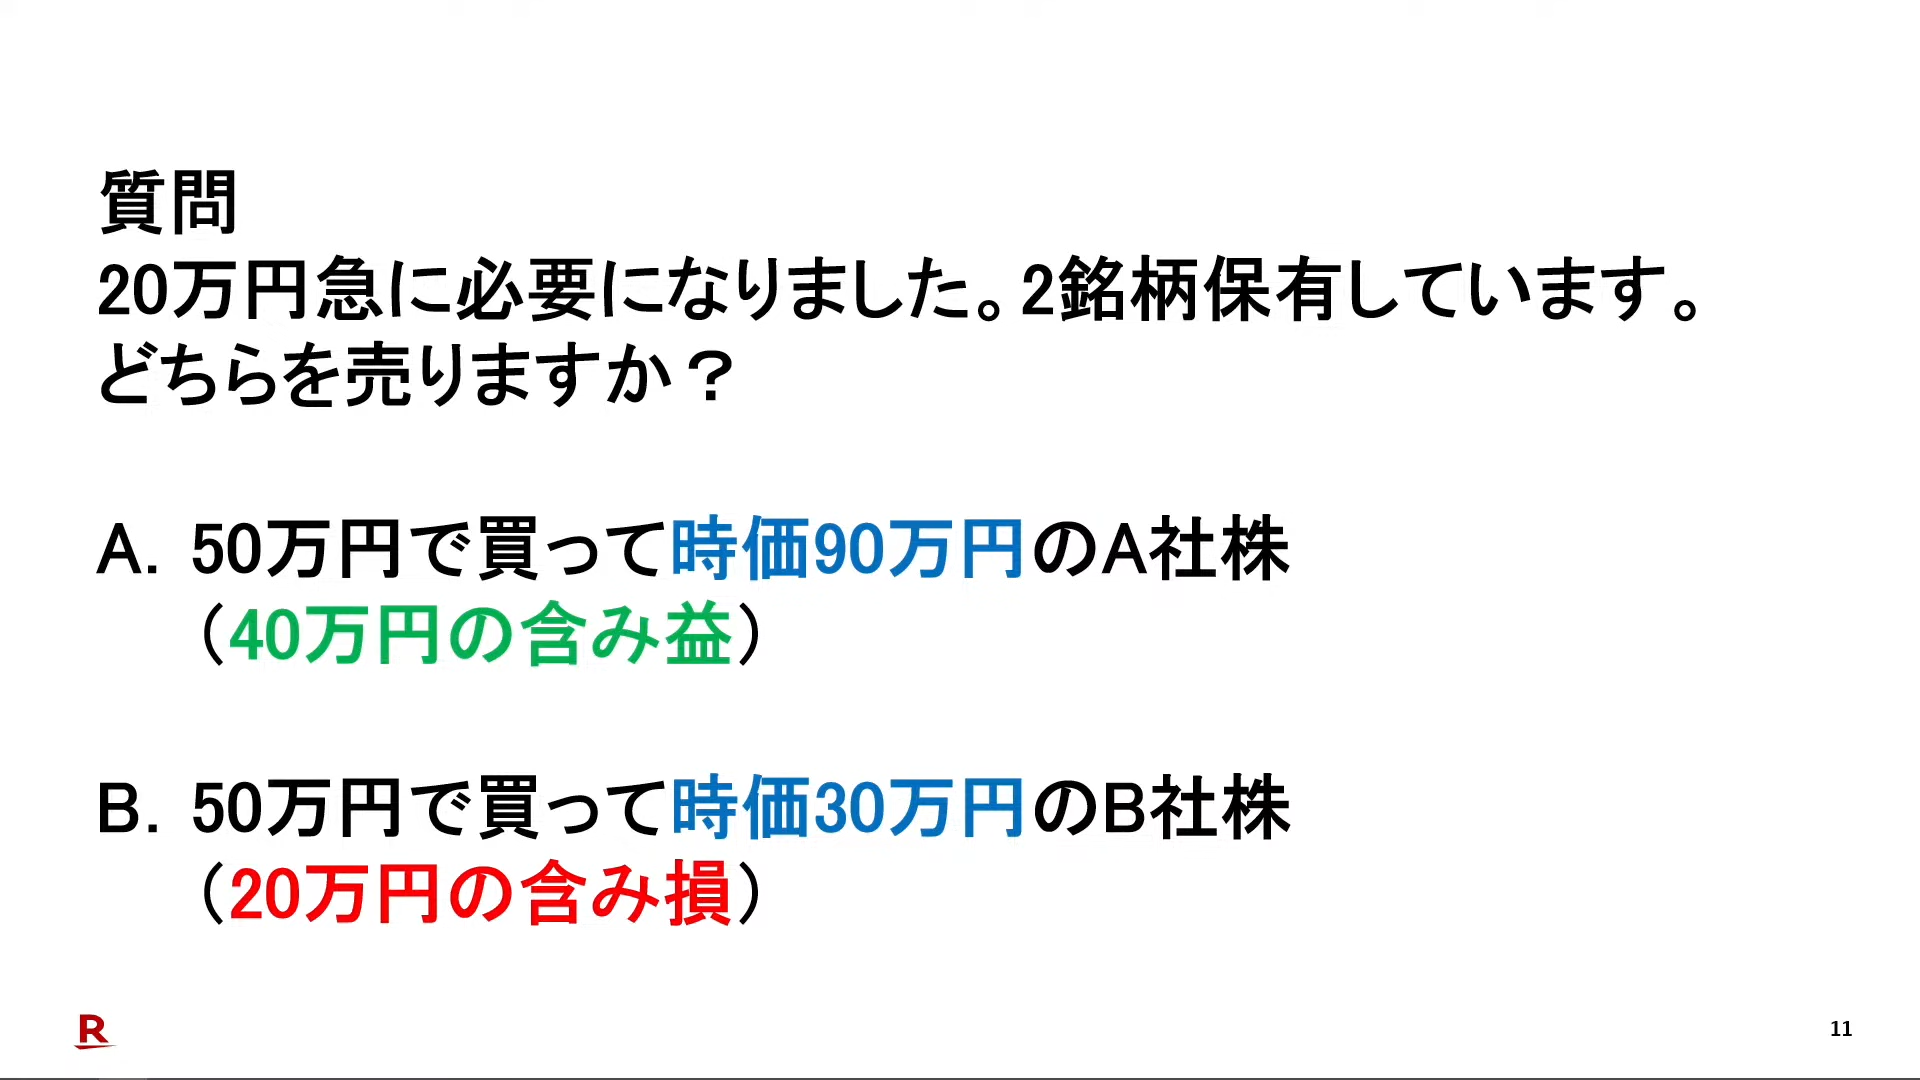 質問
20万円急に必要になりました。2銘柄保有しています。
どちらを売りますか？
A. 50万円で買って時価90万円のA社株
（40万円の含み益）
B. 50万円で買って時価30万円のB社株
（20万円の含み損）
R
11